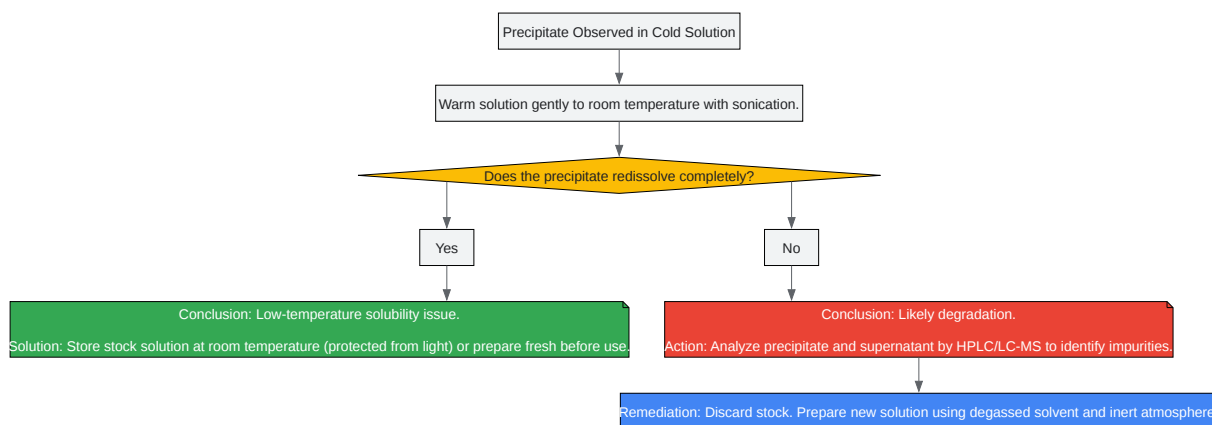 Precipitate Observed in Cold Solution
Warm solution gently to room temperature with sonication.
Does the precipitate redissolve completely?
Yes
No
Conclusion: Low-temperature solubility issue.
Solution: Store stock solution at room temperature (protected from light) or prepare fresh before use.
Conclusion: Likely degradation.
Action: Analyze precipitate and supernatant by HPLC/LC-MS to identify impurities.
Remediation: Discard stock. Prepare new solution using degassed solvent and inert atmosphere